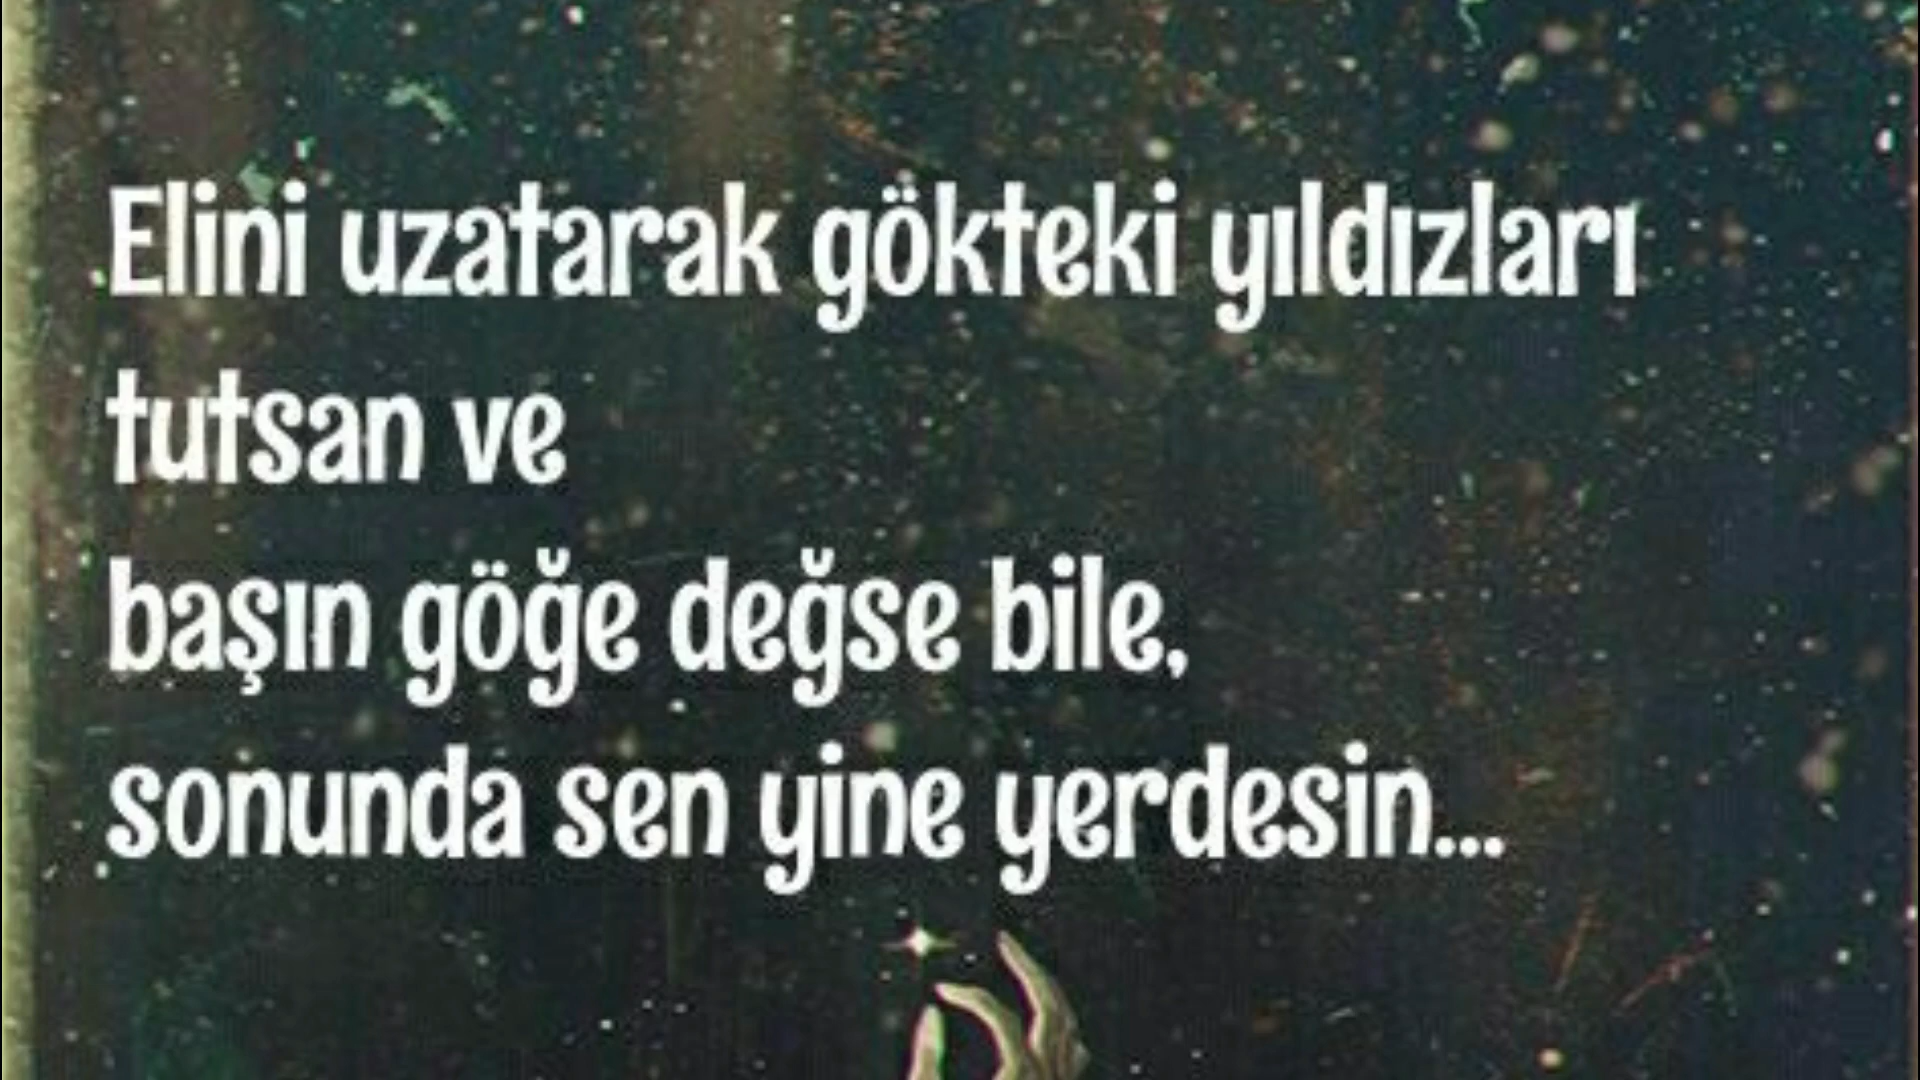 Elini uzatarak gökteki yıldızları
tutsan ve
başın göğe değse bile,
sonunda sen yine yerdesin...